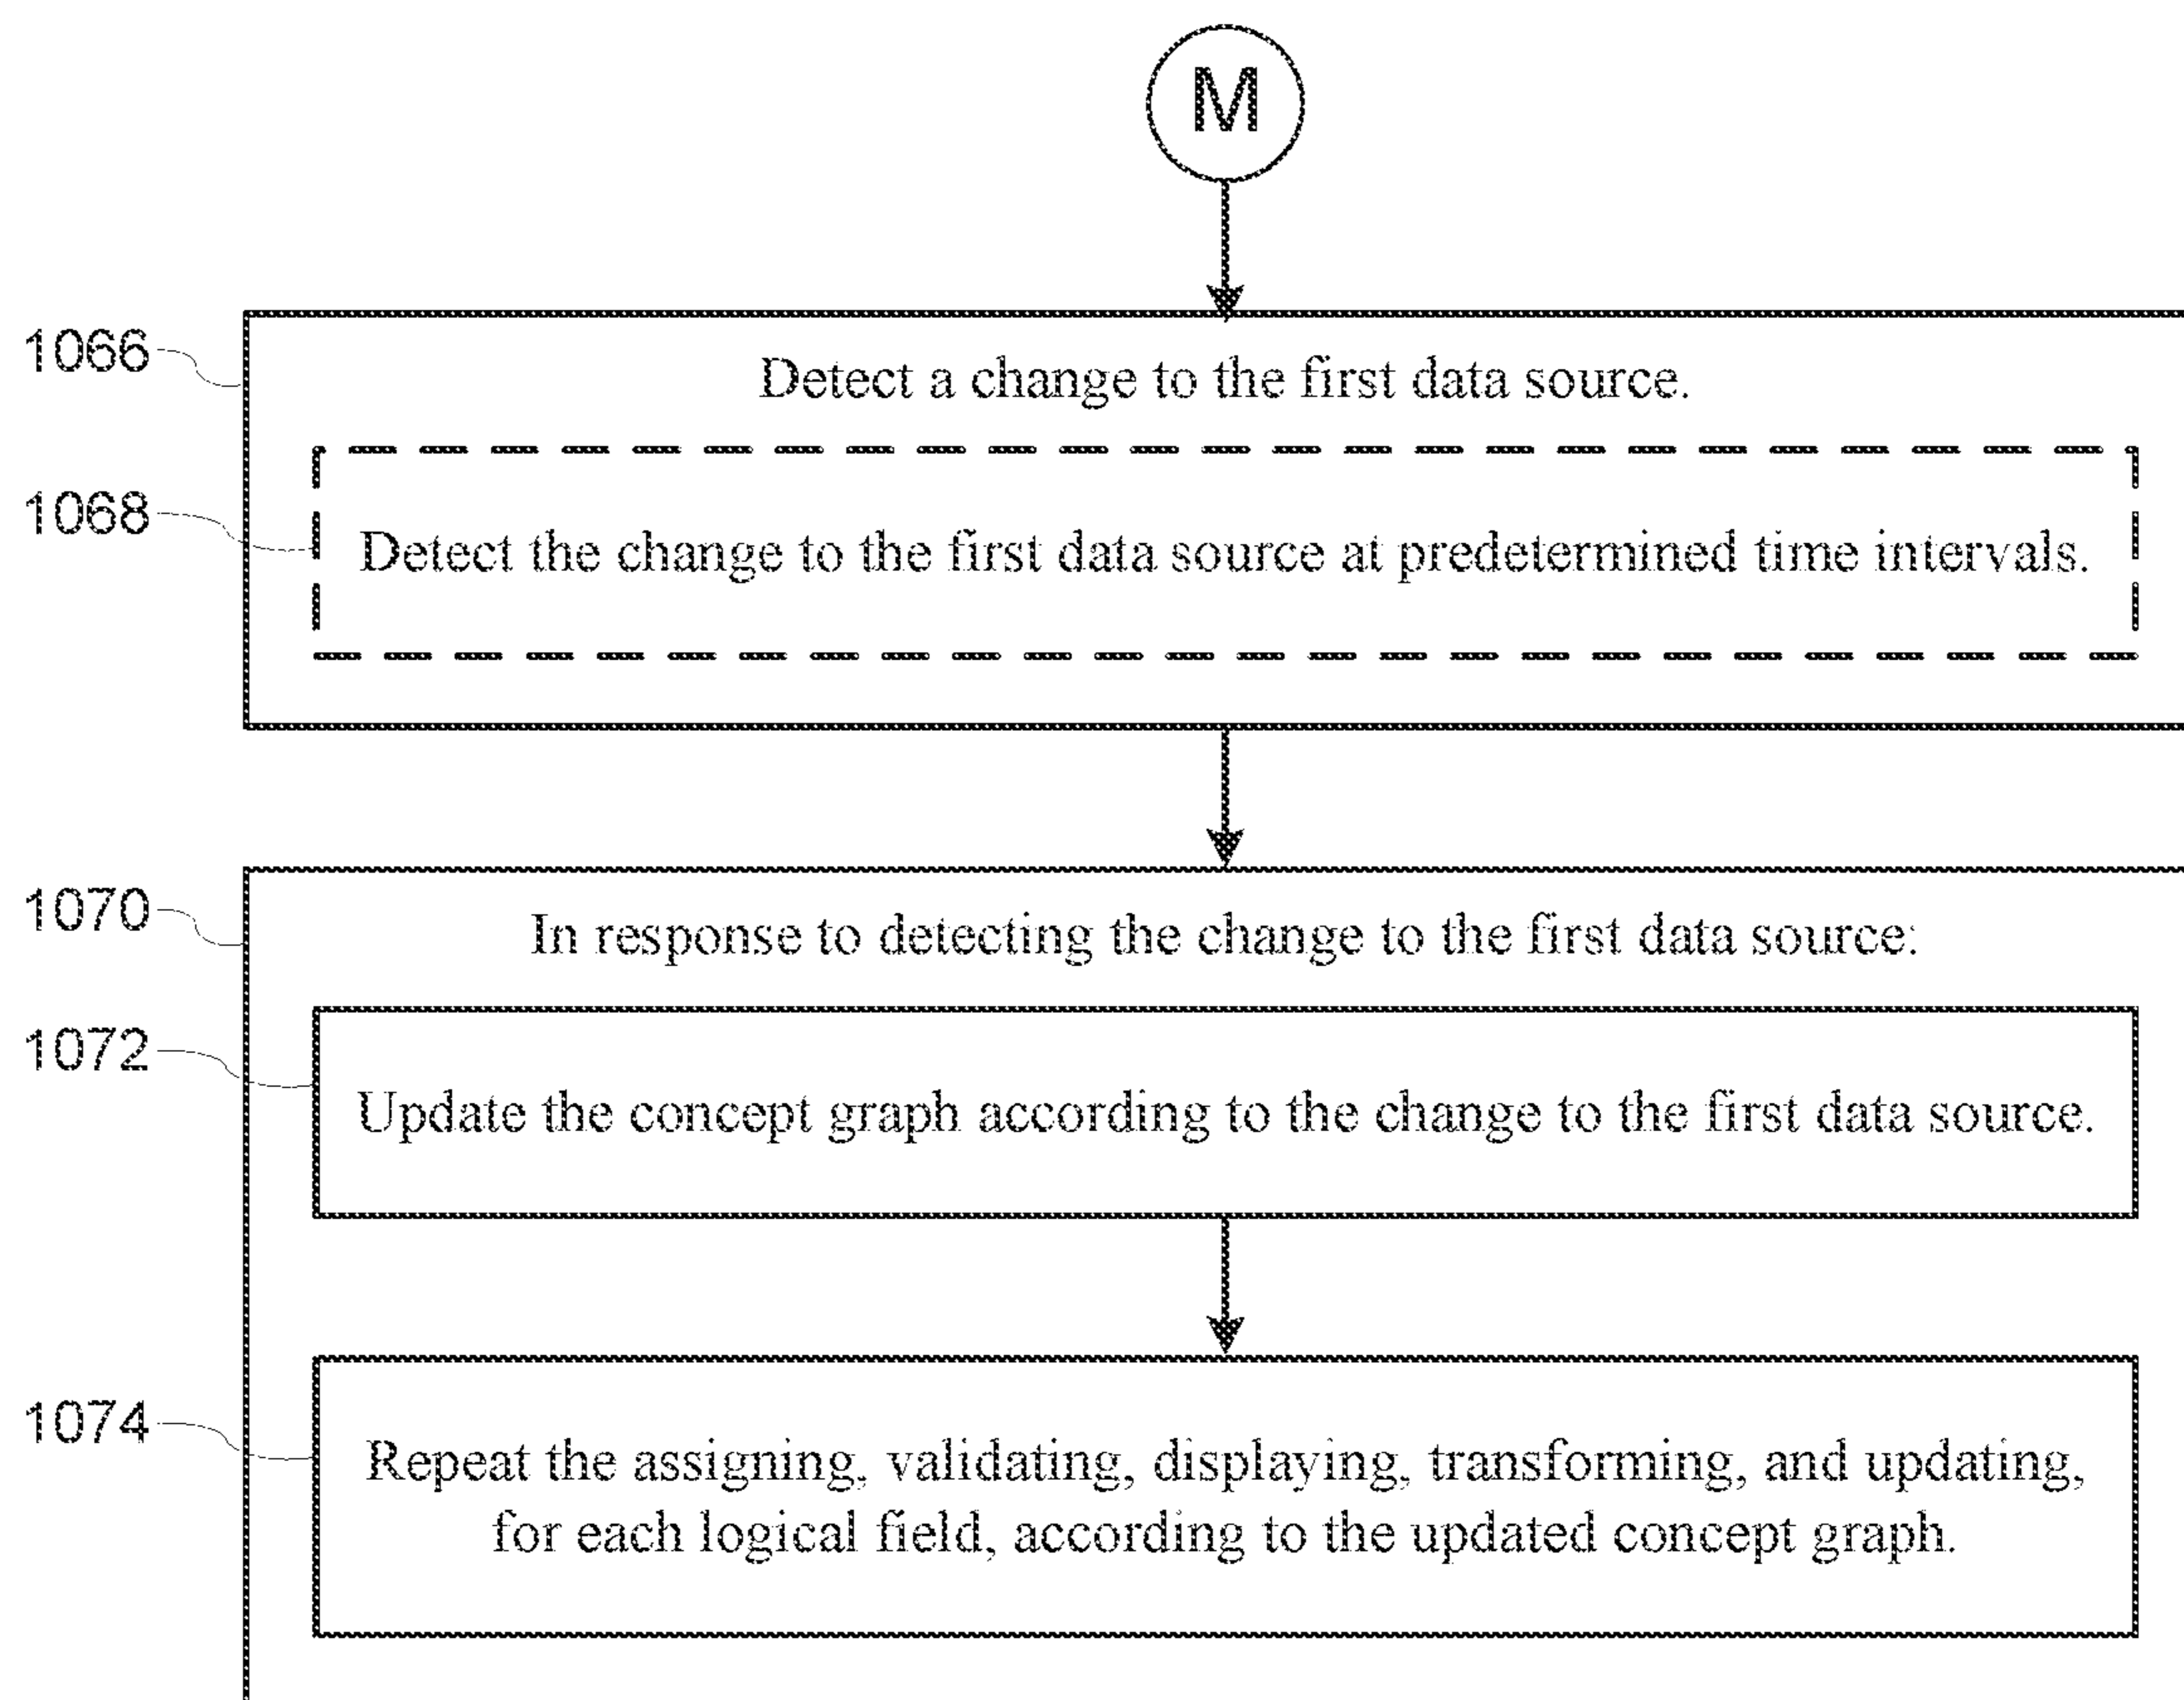 M
1066
Detect a change to the first data source.
1068
Detect the change to the first data source at predetermined time intervals.
1070
In response to detecting the change to the first data source:
1072
Update the concept graph according to the change to the first data source.
1074
Repeat the assigning, validating, displaying, transforming, and updating,
for each logical field, according to the updated concept graph.